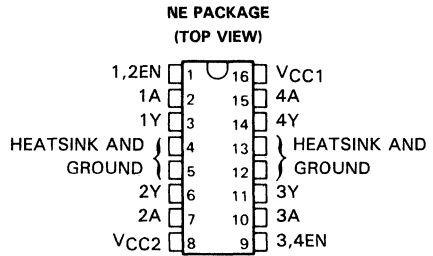 NE PACKAGE
(TOP VIEW)
1,2EN 1 16 VCC1
1A 2 15 4A
1Y 3 14 4Y
HEATSINK AND 4 13 HEATSINK AND
GROUND 5 12 GROUND
2Y 6 11 3Y
2A 7 10 3A
VCC2 8 9 3,4EN